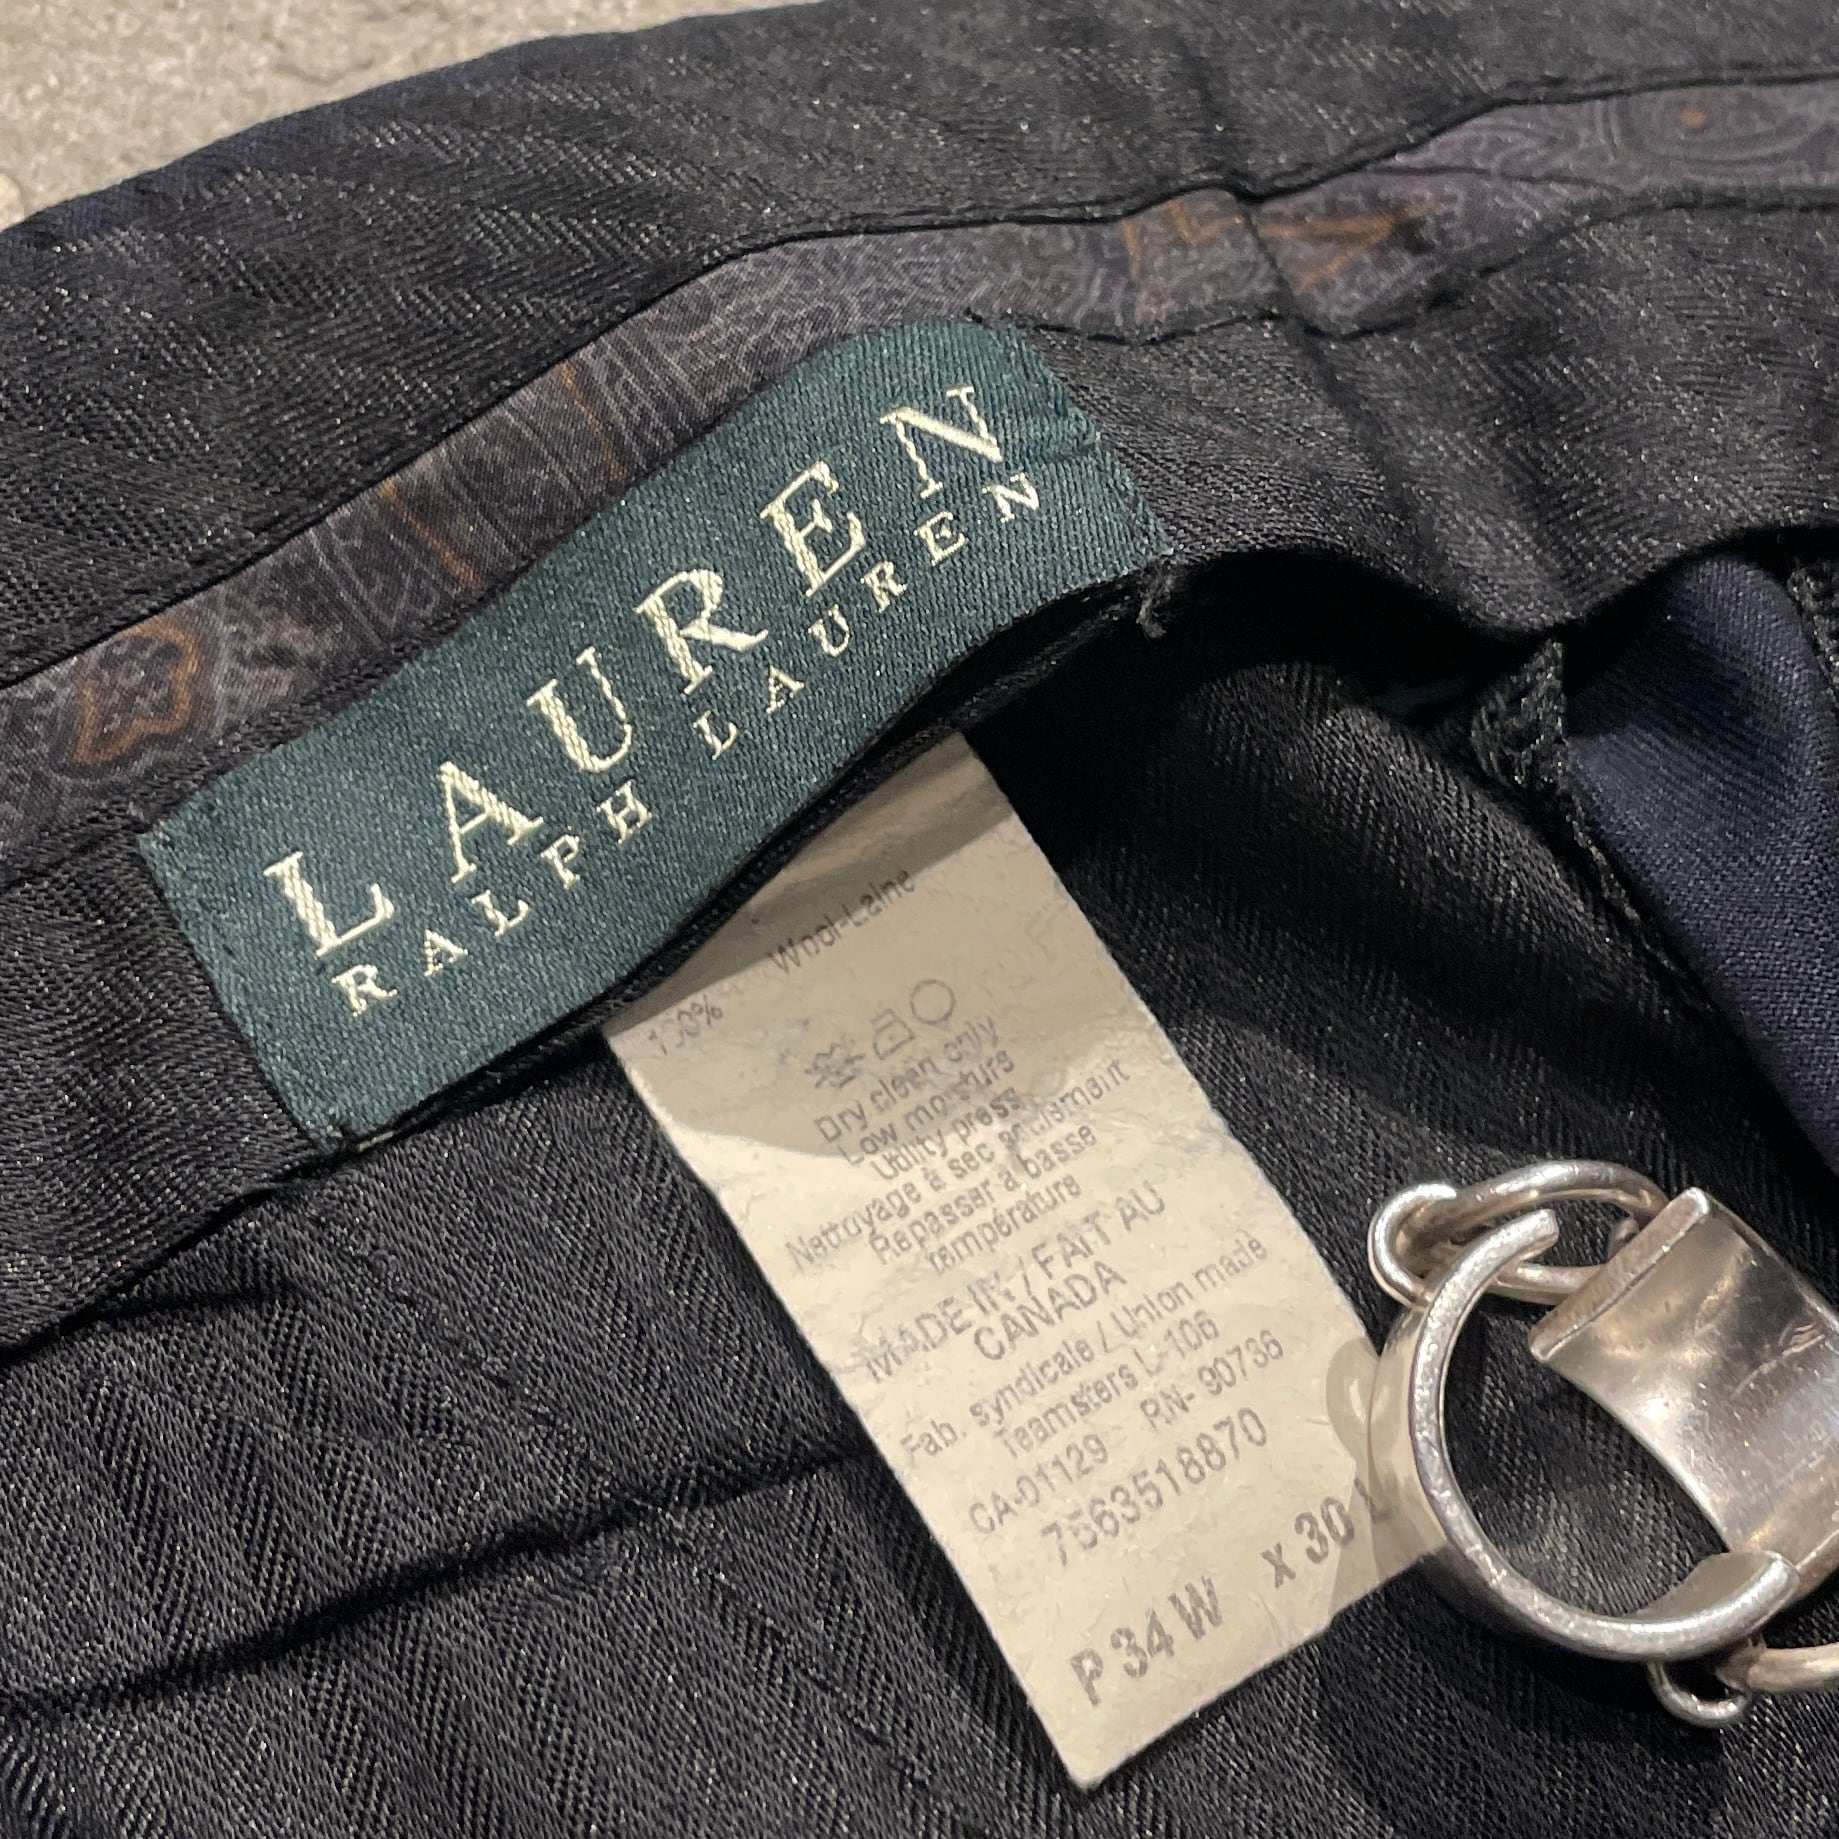 LAUREN
RALPH LAUREN
100% Wool-Laine
Dry clean only
Low moisture
Utility press
Nettuyage à sec seulement
Repasser à basse
température
MADE IN / FAIT AU
CANADA
Fab. syndicale / Union made
Teamsters L-106
CA-01129 RN- 90736
7563518870
P 34 W x 30 L